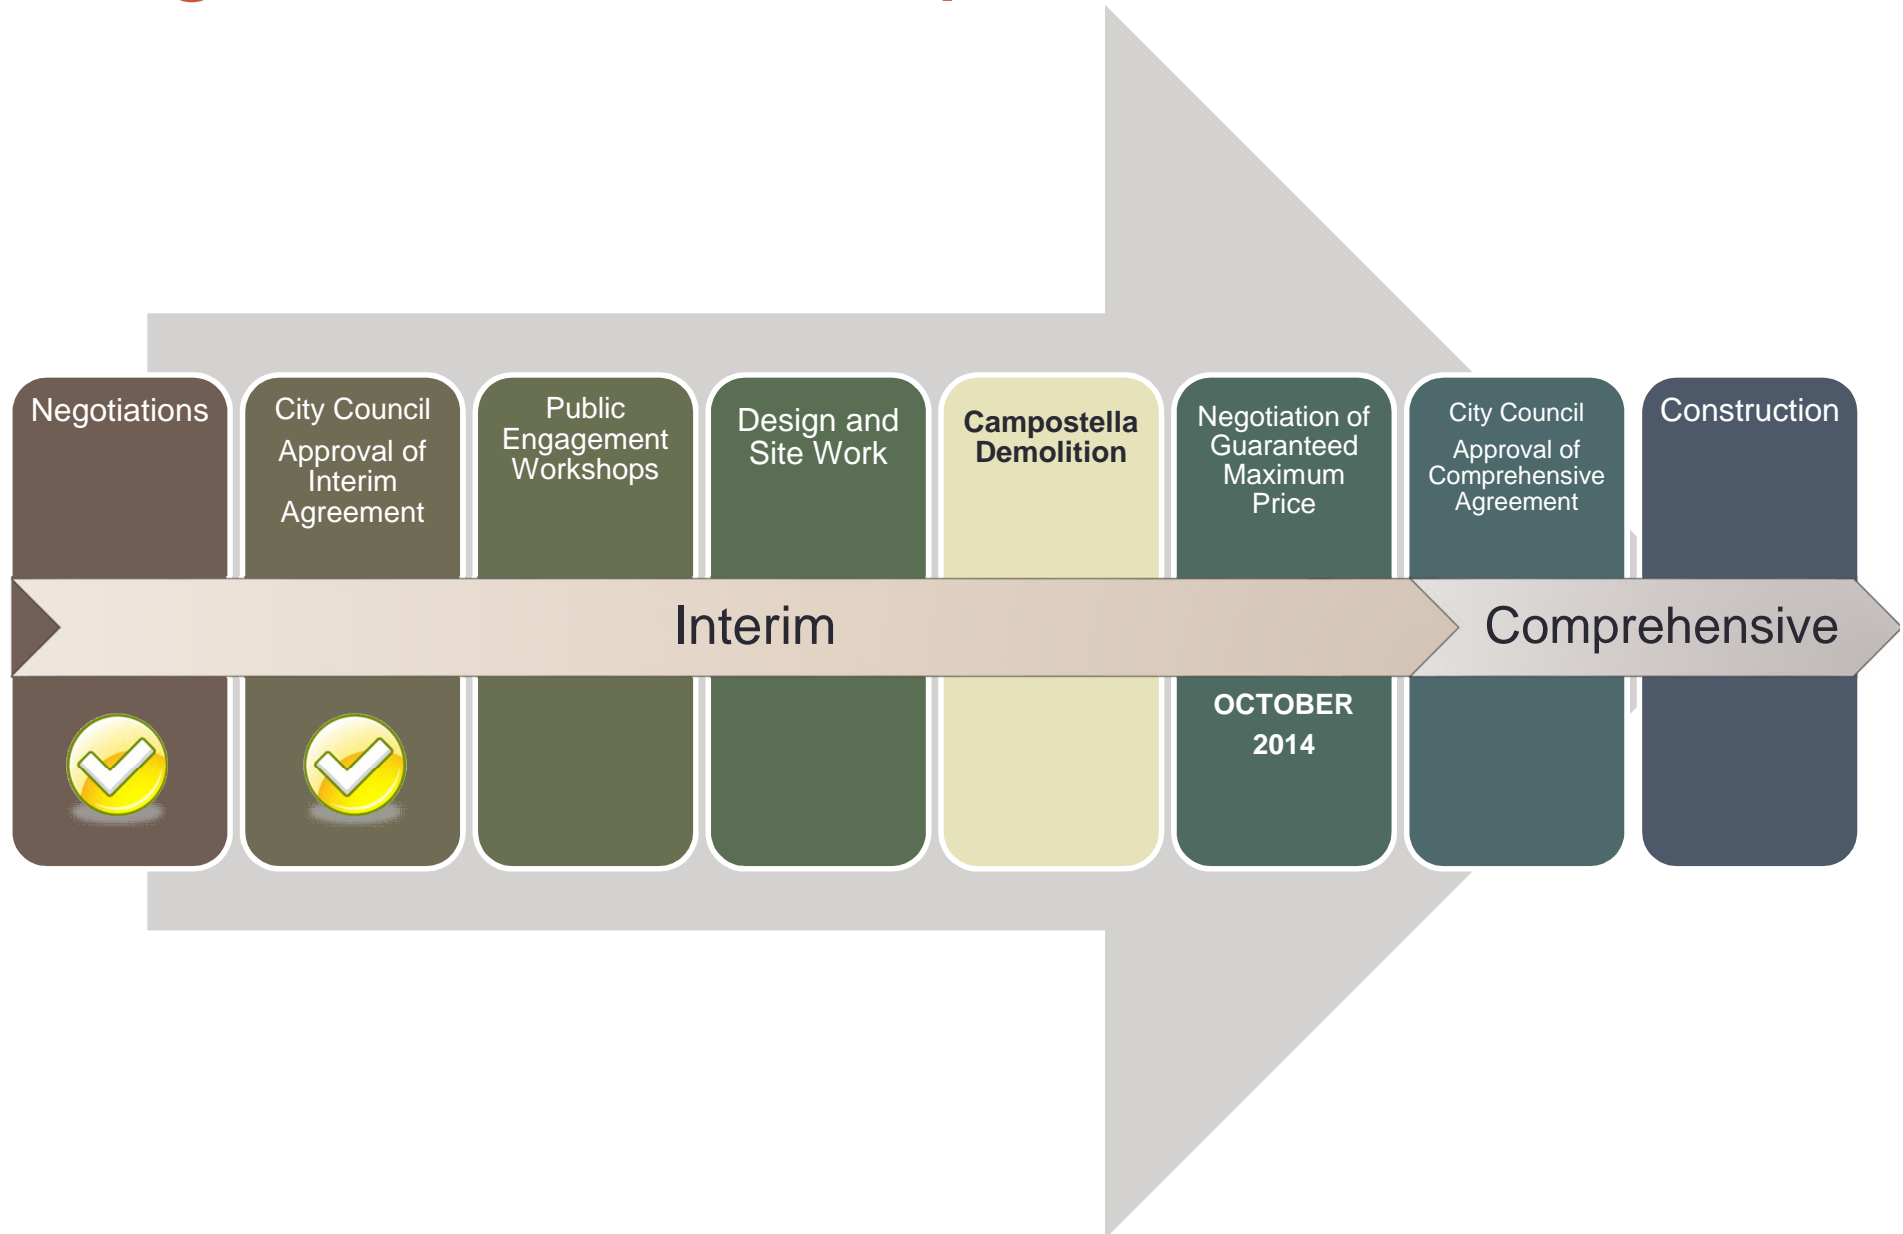 Negotiations
City Council
Approval of
Interim
Agreement
Public
Engagement
Workshops
Design and
Site Work
Campostella
Demolition
Negotiation of
Guaranteed
Maximum
Price
City Council
Approval of
Comprehensive
Agreement
Construction
Interim
Comprehensive
OCTOBER
2014